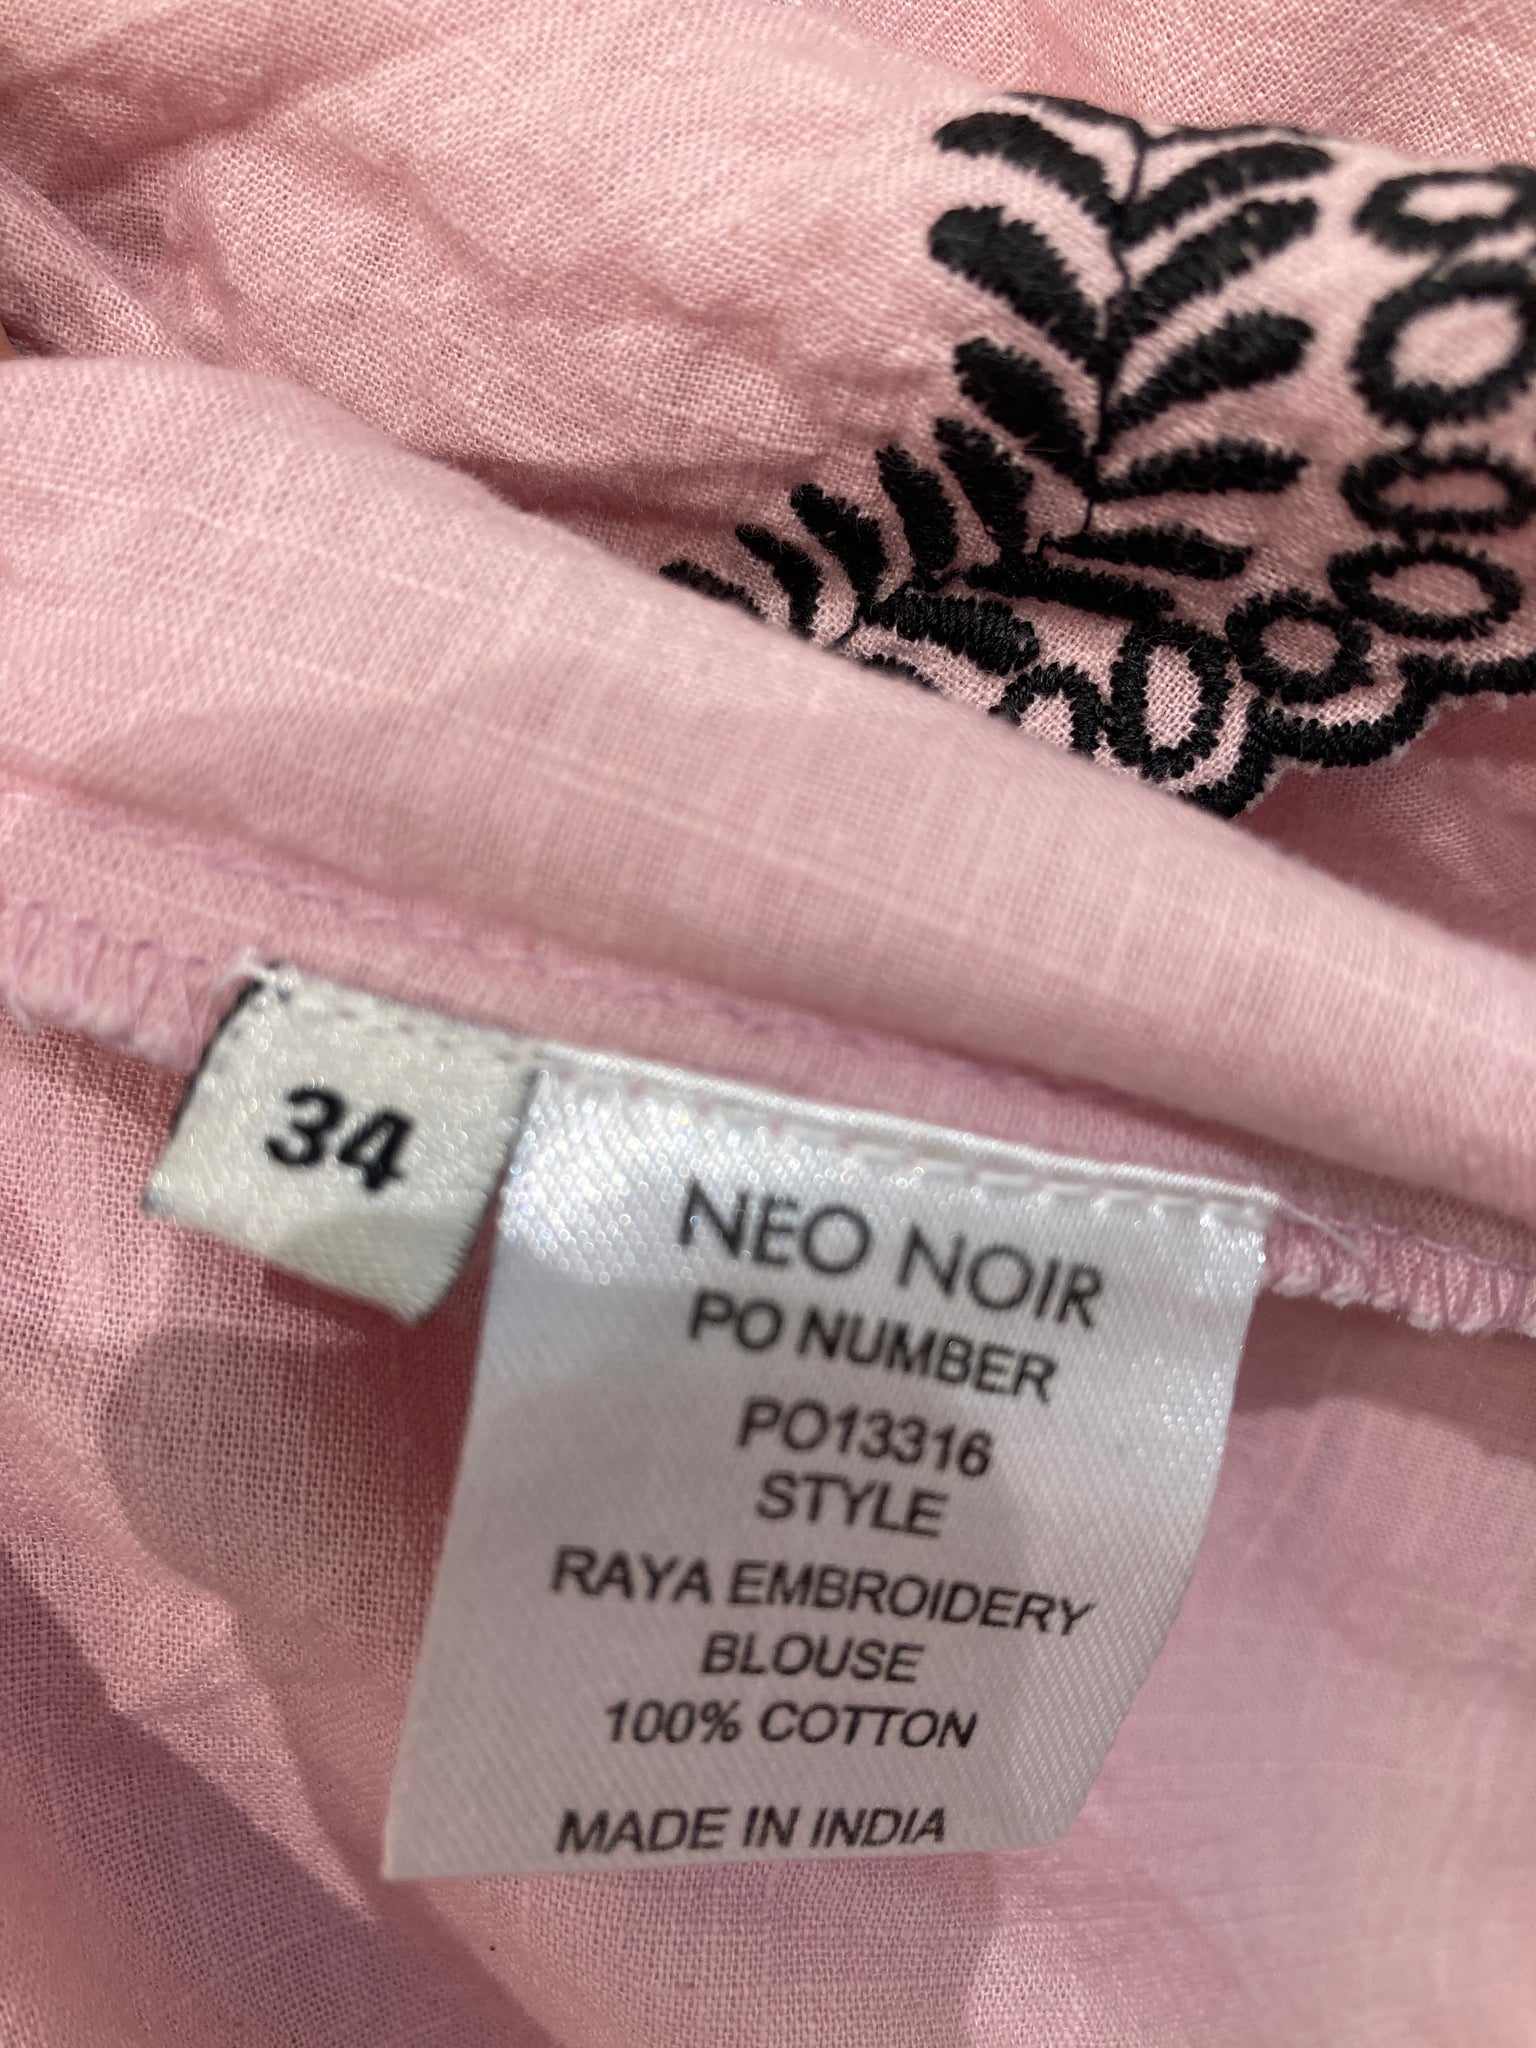 34
NEO NOIR
PO NUMBER
PO13316
STYLE
RAYA EMBROIDERY
BLOUSE
100% COTTON
MADE IN INDIA